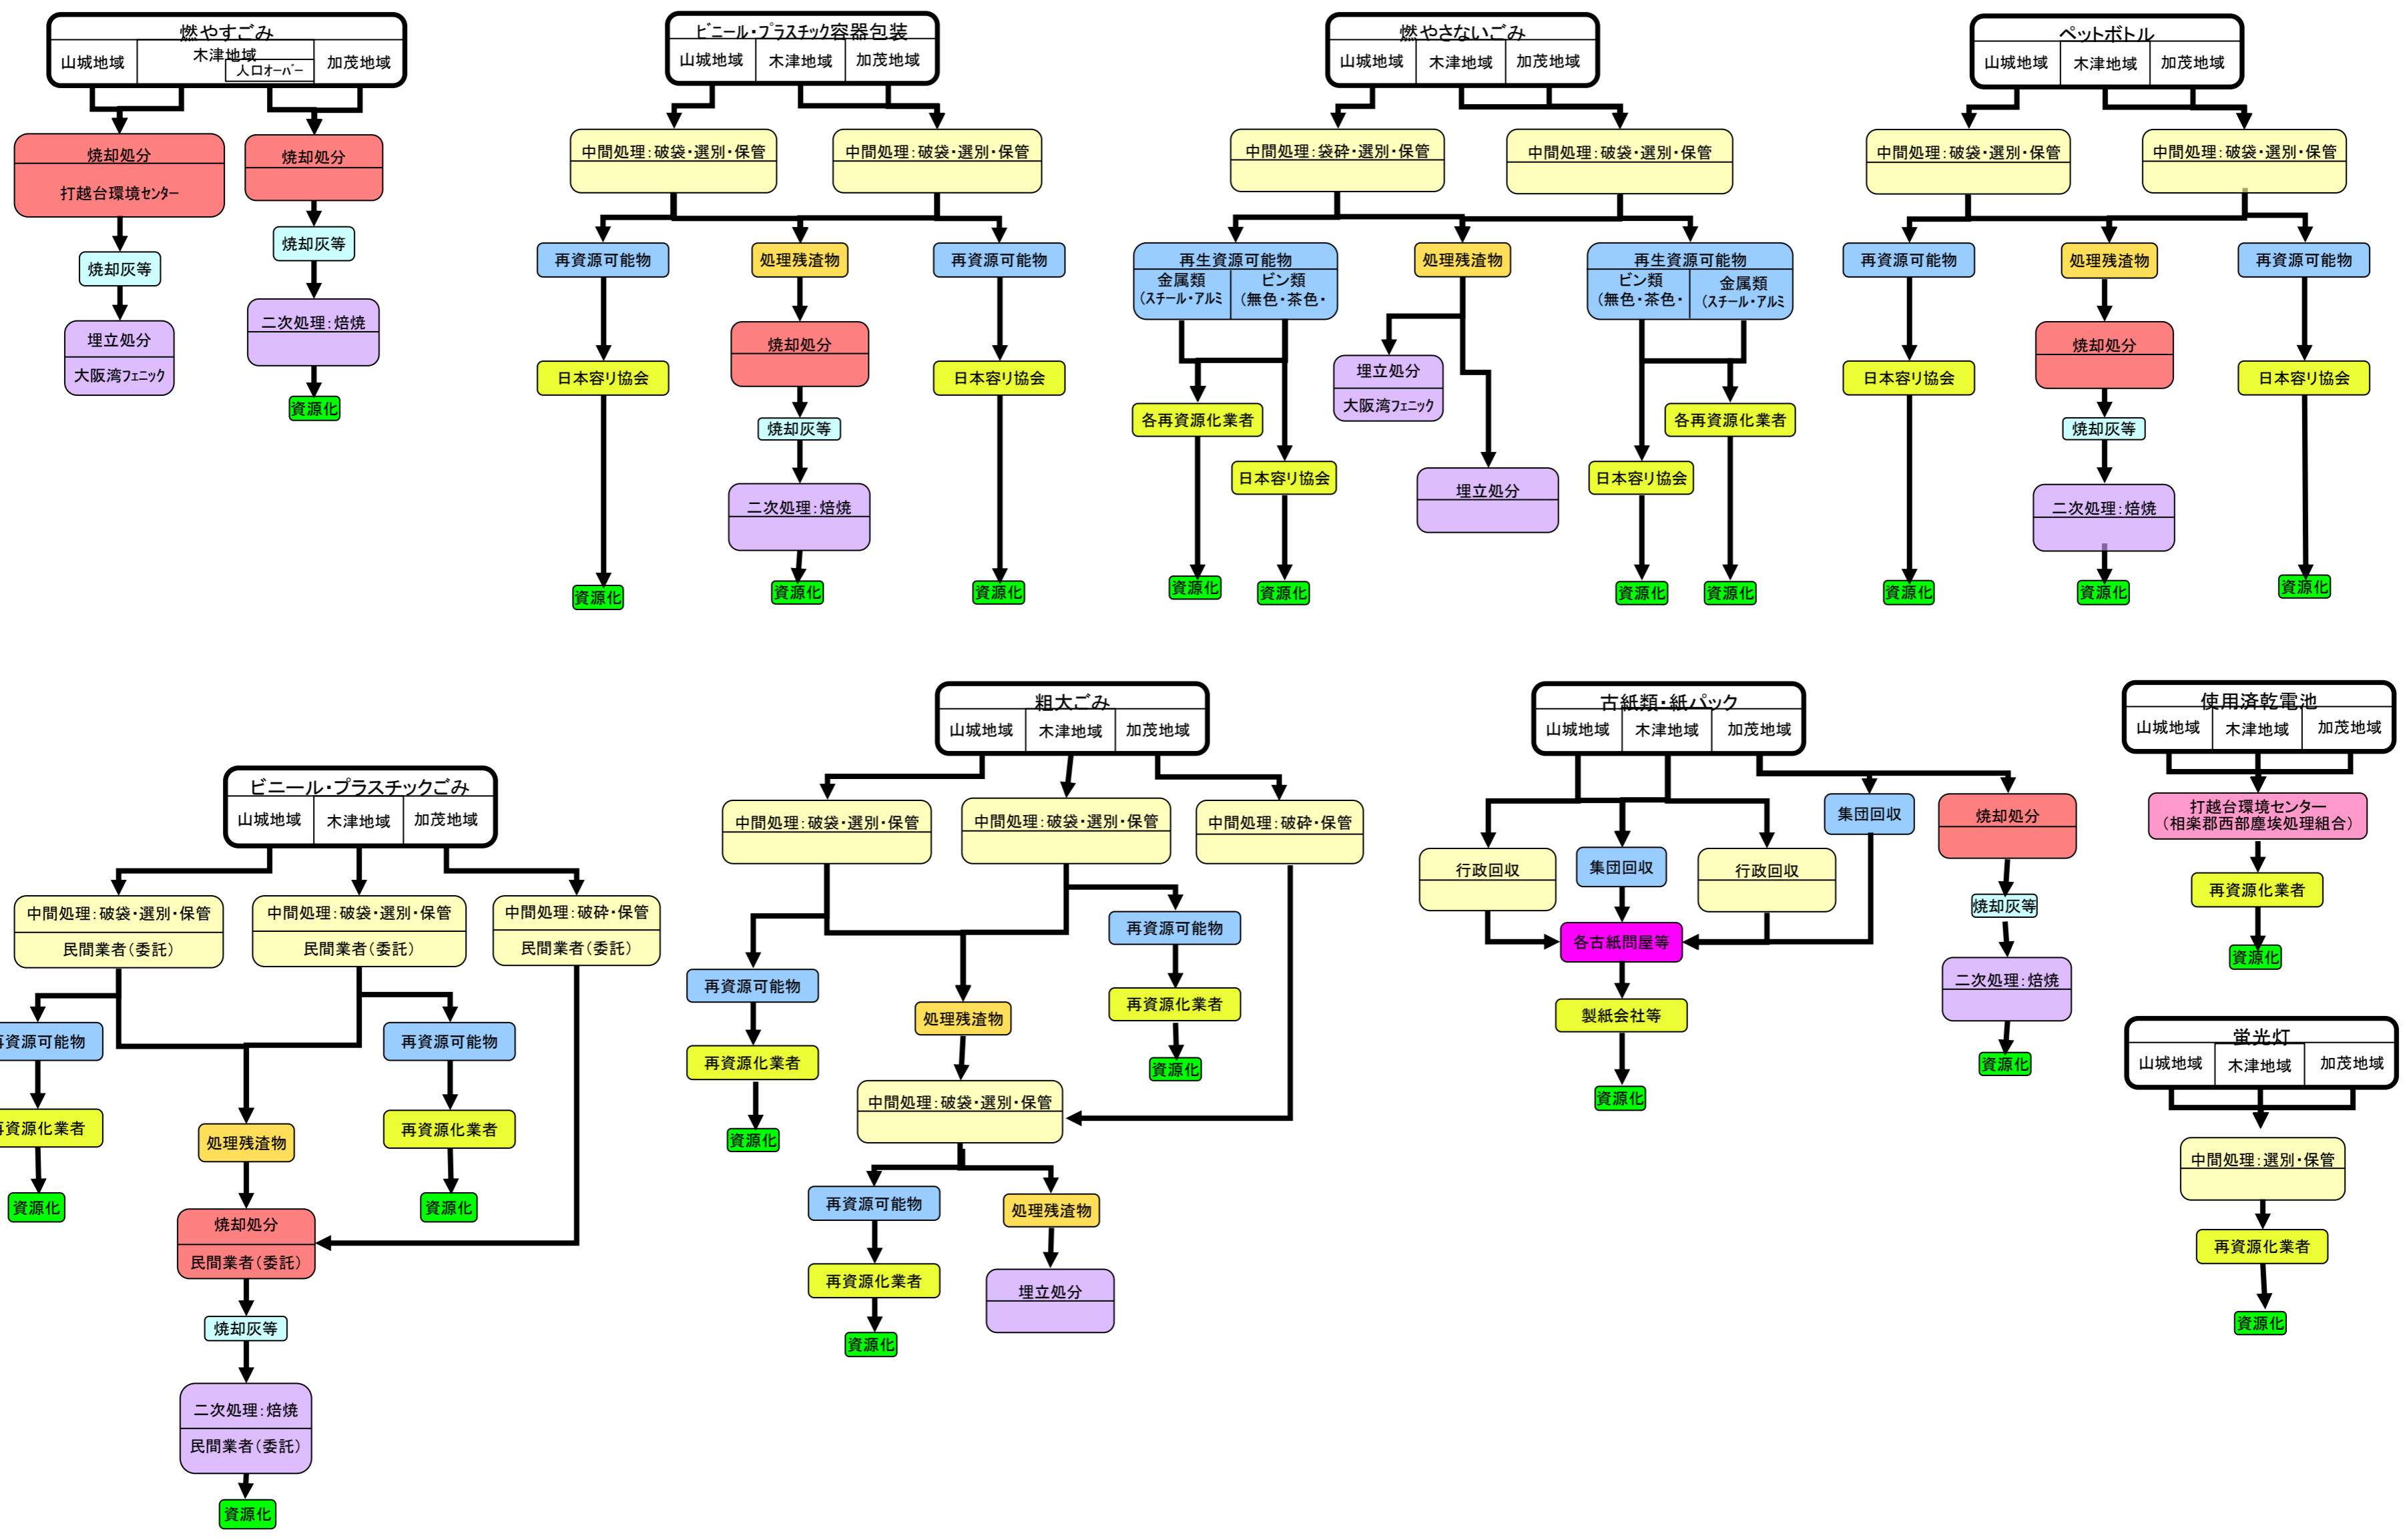 燃やすごみ
山城地域
木津地域
人口オーバー
加茂地域
焼却処分
打越台環境センター
焼却灰等
埋立処分
大阪湾フェニック
焼却処分
焼却灰等
二次処理：焙焼
資源化
ビニール・プラスチック容器包装
山城地域
木津地域
加茂地域
中間処理：破袋・選別・保管
中間処理：破袋・選別・保管
再資源可能物
処理残渣物
再資源可能物
日本容リ協会
焼却処分
日本容リ協会
焼却灰等
二次処理：焙焼
資源化
資源化
資源化
燃やさないごみ
山城地域
木津地域
加茂地域
中間処理：袋砕・選別・保管
中間処理：破袋・選別・保管
再生資源可能物
金属類
（スチール・アルミ
ビン類
（無色・茶色・
処理残渣物
再生資源可能物
ビン類
（無色・茶色・
金属類
（スチール・アルミ
埋立処分
大阪湾フェニック
各再資源化業者
各再資源化業者
日本容リ協会
埋立処分
日本容リ協会
資源化
資源化
資源化
資源化
ペットボトル
山城地域
木津地域
加茂地域
中間処理：破袋・選別・保管
中間処理：破袋・選別・保管
再資源可能物
処理残渣物
再資源可能物
日本容リ協会
焼却処分
日本容リ協会
焼却灰等
二次処理：焙焼
資源化
資源化
資源化
ビニール・プラスチックごみ
山城地域
木津地域
加茂地域
中間処理：破袋・選別・保管
民間業者（委託）
中間処理：破袋・選別・保管
民間業者（委託）
中間処理：破砕・保管
民間業者（委託）
再資源可能物
再資源可能物
再資源化業者
処理残渣物
再資源化業者
資源化
資源化
焼却処分
民間業者（委託）
焼却灰等
二次処理：焙焼
民間業者（委託）
資源化
粗大ごみ
山城地域
木津地域
加茂地域
中間処理：破袋・選別・保管
中間処理：破袋・選別・保管
中間処理：破砕・保管
再資源可能物
再資源可能物
処理残渣物
再資源化業者
再資源化業者
資源化
資源化
中間処理：破袋・選別・保管
再資源可能物
処理残渣物
再資源化業者
埋立処分
資源化
古紙類・紙パック
山城地域
木津地域
加茂地域
行政回収
集団回収
行政回収
集団回収
焼却処分
各古紙問屋等
焼却灰等
製紙会社等
二次処理：焙焼
資源化
資源化
使用済乾電池
山城地域
木津地域
加茂地域
打越台環境センター
（相楽郡西部塵埃処理組合）
再資源化業者
資源化
蛍光灯
山城地域
木津地域
加茂地域
中間処理：選別・保管
再資源化業者
資源化